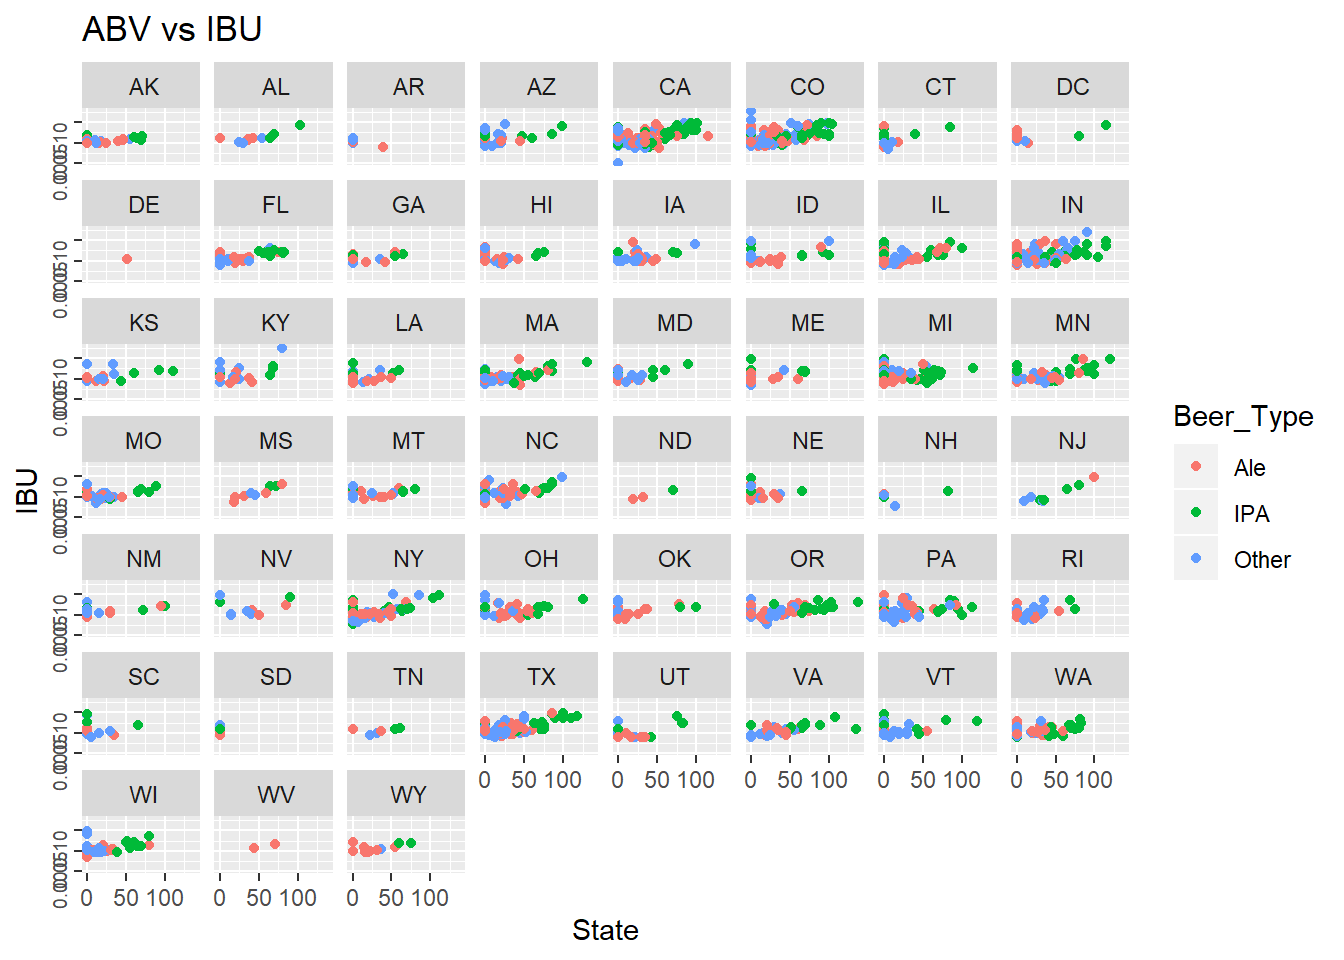 ABV vs IBU
AK AL AR AZ CA CO CT DC
DE FL GA HI IA ID IL IN
KS KY LA MA MD ME MI MN
MO MS MT NC ND NE NH NJ
NM NV NY OH OK OR PA RI
SC SD TN TX UT VA VT WA
0 50 100 0 50 100 0 50 100 0 50 100 0 50 100
WI WV WY
0 50 100 0 50 100 0 50 100
State
IBU
Beer_Type
Ale
IPA
Other